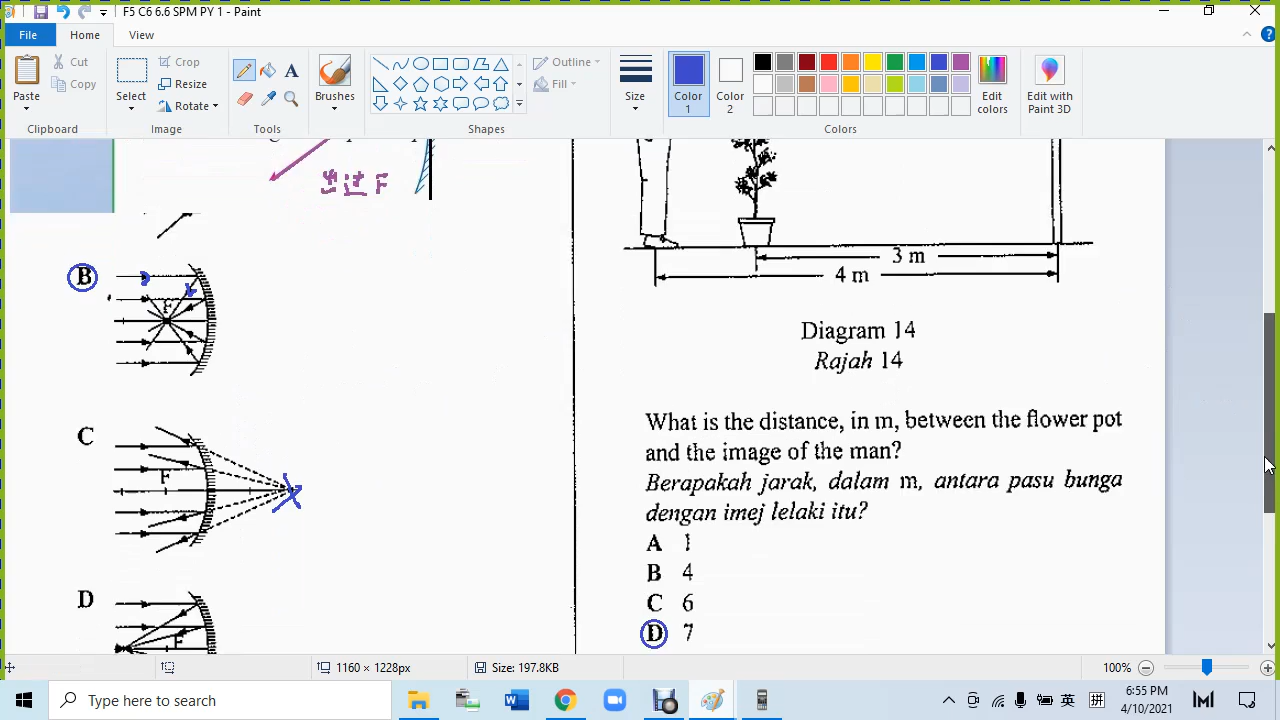 F5 C6 6.6 SPM PY 1 - Paint
File
Home
View
Paste
Cut
Copy
Clipboard
Select
Crop
Resize
Rotate
Image
Tools
Brushes
Outline
Fill
Shapes
Size
Color 1
Color 2
Edit colors
Edit with Paint 3D
Colors
F
B
F
C
F
D
F
3 m
4 m
Diagram 14
Rajah 14
What is the distance, in m, between the flower pot
and the image of the man?
Berapakah jarak, dalam m, antara pasu bunga
dengan imej lelaki itu?
A 1
B 4
C 6
D 7
1160 × 1228px
Size: 197.8KB
100%
Type here to search
英
拼
6:55 PM
4/10/2021